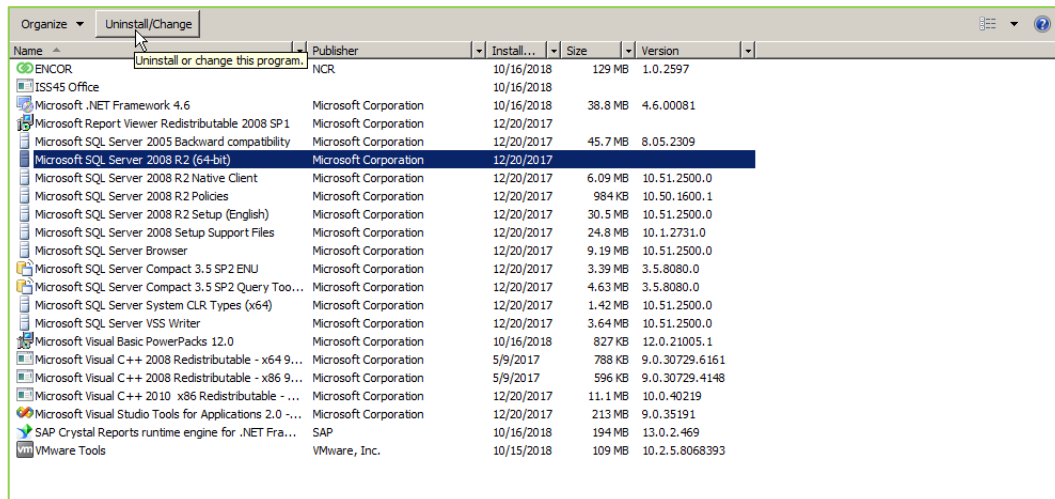 Organize Uninstall/Change
Name Publisher Install... Size Version
Uninstall or change this program.
ENCOR NCR 10/16/2018 129 MB 1.0.2597
ISS45 Office 10/16/2018
Microsoft .NET Framework 4.6 Microsoft Corporation 10/16/2018 38.8 MB 4.6.00081
Microsoft Report Viewer Redistributable 2008 SP1 Microsoft Corporation 12/20/2017
Microsoft SQL Server 2005 Backward compatibility Microsoft Corporation 12/20/2017 45.7 MB 8.05.2309
Microsoft SQL Server 2008 R2 (64-bit) Microsoft Corporation 12/20/2017
Microsoft SQL Server 2008 R2 Native Client Microsoft Corporation 12/20/2017 6.09 MB 10.51.2500.0
Microsoft SQL Server 2008 R2 Policies Microsoft Corporation 12/20/2017 984 KB 10.50.1600.1
Microsoft SQL Server 2008 R2 Setup (English) Microsoft Corporation 12/20/2017 30.5 MB 10.51.2500.0
Microsoft SQL Server 2008 Setup Support Files Microsoft Corporation 12/20/2017 24.8 MB 10.1.2731.0
Microsoft SQL Server Browser Microsoft Corporation 12/20/2017 9.19 MB 10.51.2500.0
Microsoft SQL Server Compact 3.5 SP2 ENU Microsoft Corporation 12/20/2017 3.39 MB 3.5.8080.0
Microsoft SQL Server Compact 3.5 SP2 Query Too... Microsoft Corporation 12/20/2017 4.63 MB 3.5.8080.0
Microsoft SQL Server System CLR Types (x64) Microsoft Corporation 12/20/2017 1.42 MB 10.51.2500.0
Microsoft SQL Server VSS Writer Microsoft Corporation 12/20/2017 3.64 MB 10.51.2500.0
Microsoft Visual Basic PowerPacks 12.0 Microsoft Corporation 10/16/2018 827 KB 12.0.21005.1
Microsoft Visual C++ 2008 Redistributable - x64 9... Microsoft Corporation 5/9/2017 788 KB 9.0.30729.6161
Microsoft Visual C++ 2008 Redistributable - x86 9... Microsoft Corporation 5/9/2017 596 KB 9.0.30729.4148
Microsoft Visual C++ 2010 x86 Redistributable - ... Microsoft Corporation 12/20/2017 11.1 MB 10.0.40219
Microsoft Visual Studio Tools for Applications 2.0 -... Microsoft Corporation 12/20/2017 213 MB 9.0.35191
SAP Crystal Reports runtime engine for .NET Fra... SAP 10/16/2018 194 MB 13.0.2.469
vm VMware Tools VMware, Inc. 10/15/2018 109 MB 10.2.5.8068393